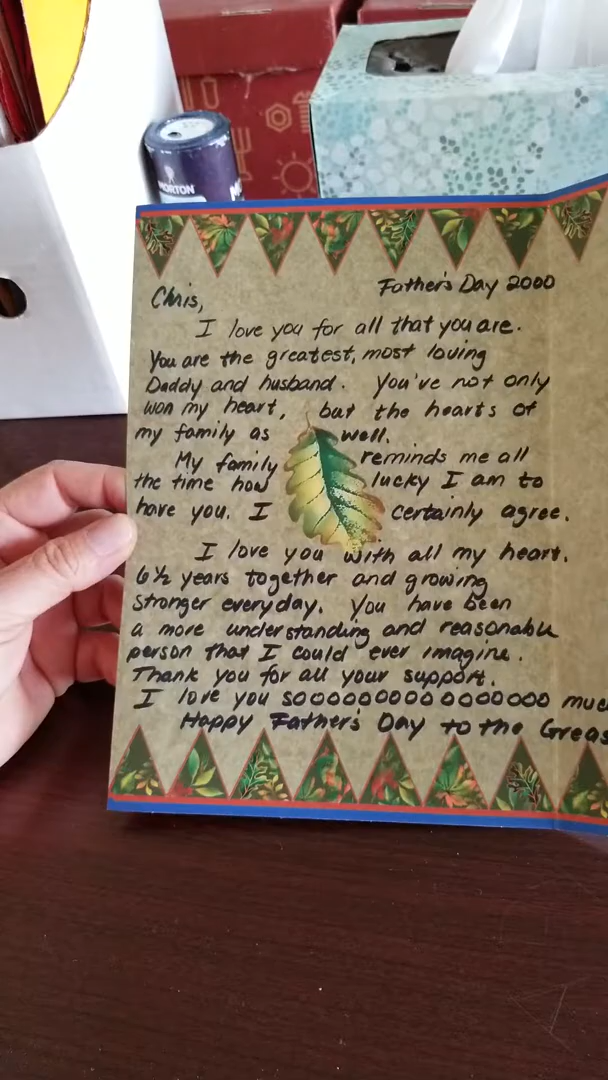 MORTON
M
Father's Day 2000
Chris,
I love you for all that you are.
You are the greatest, most loving
Daddy and husband. You've not only
won my heart, but the hearts of
my family as well.
My family reminds me all
the time how lucky I am to
have you. I certainly agree.
I love you with all my heart.
6½ years together and growing
stronger everyday. You have been
a more understanding and reasonable
person that I could ever imagine.
Thank you for all your support.
I love you soooooooooooooooo muc
Happy Father's Day to the Greas